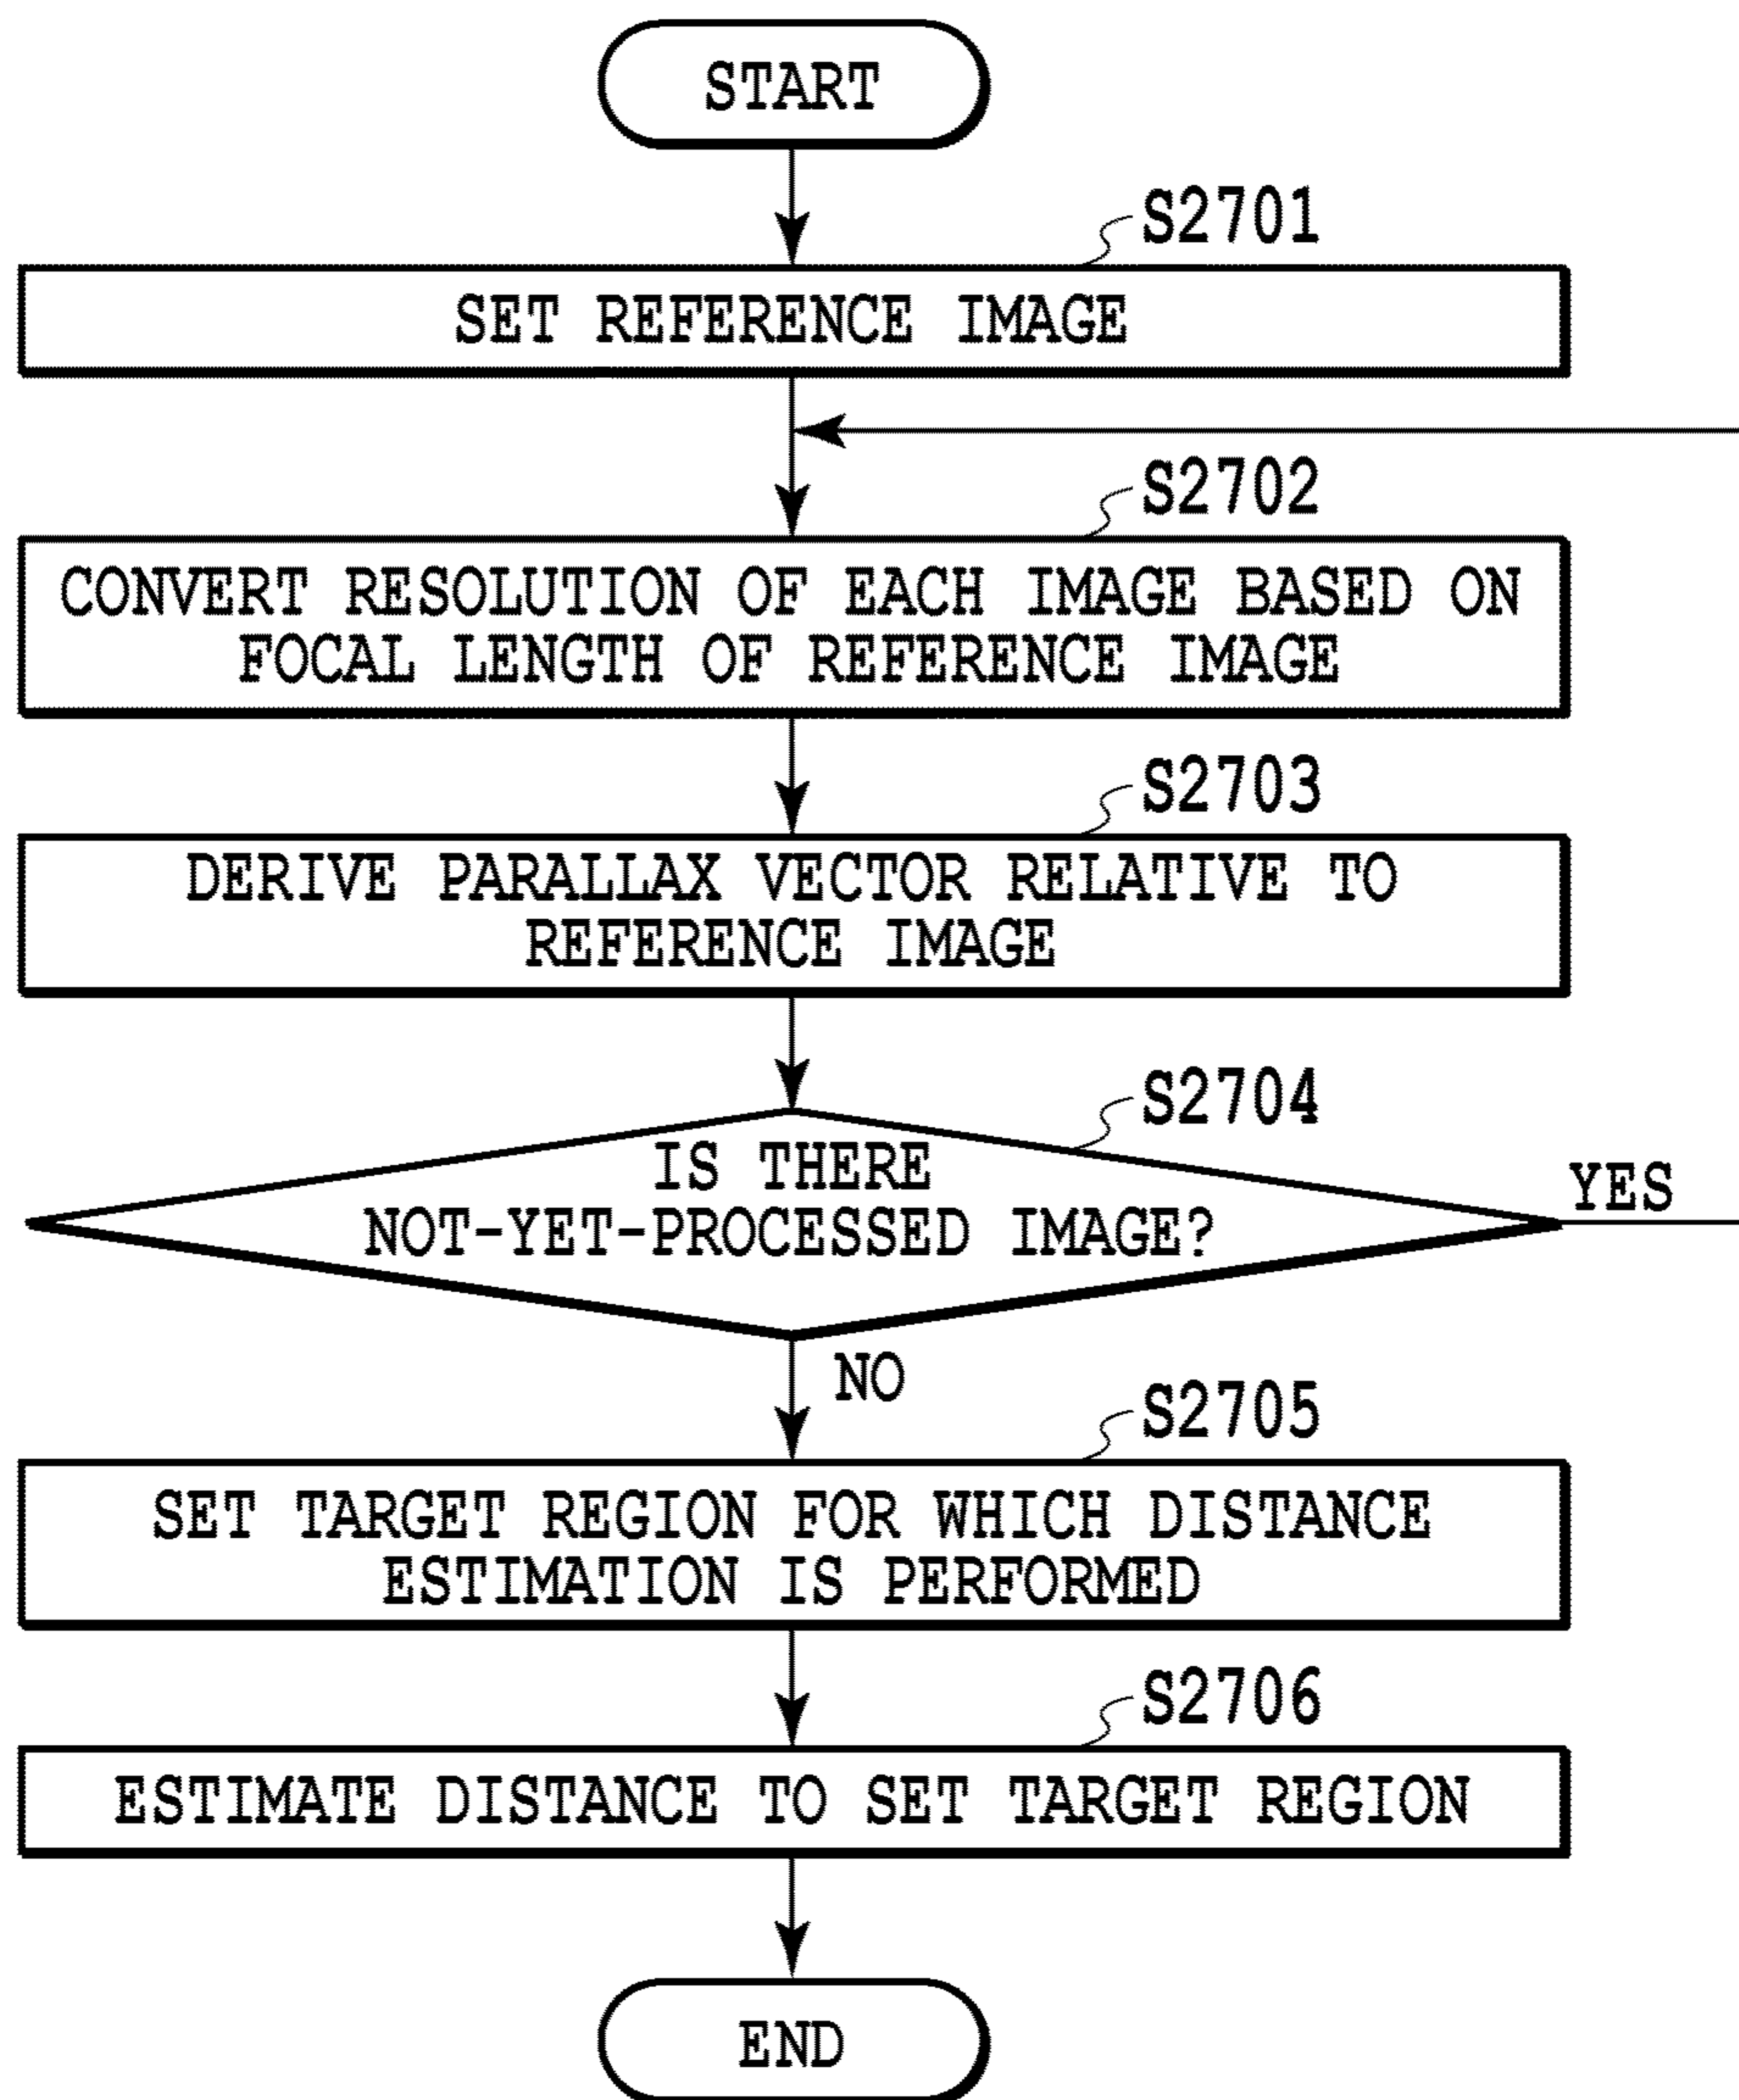 START
S2701
SET REFERENCE IMAGE
S2702
CONVERT RESOLUTION OF EACH IMAGE BASED ON
FOCAL LENGTH OF REFERENCE IMAGE
S2703
DERIVE PARALLAX VECTOR RELATIVE TO
REFERENCE IMAGE
S2704
IS THERE
NOT-YET-PROCESSED IMAGE?
YES
NO
S2705
SET TARGET REGION FOR WHICH DISTANCE
ESTIMATION IS PERFORMED
S2706
ESTIMATE DISTANCE TO SET TARGET REGION
END